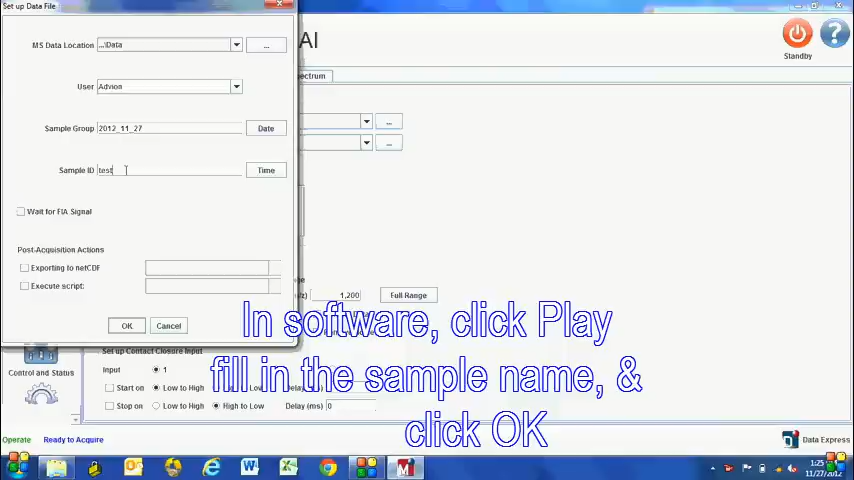 Set up Data File
MS Data Location ...\Data ...
AI
Standby
spectrum
User Advion
...
Sample Group 2012_11_27 Date
...
Sample ID test Time
Wait for FIA Signal
Post-Acquisition Actions
Exporting to netCDF
Execute script:
1,200 Full Range
OK Cancel
In software, click Play
fill in the sample name, &
click OK
Set up Contact Closure Input
Control and Status
Input 1
Start on Low to High
Stop on Low to High High to Low Delay (ms) 0
Operate Ready to Acquire Data Express
1:25
11/27/2012